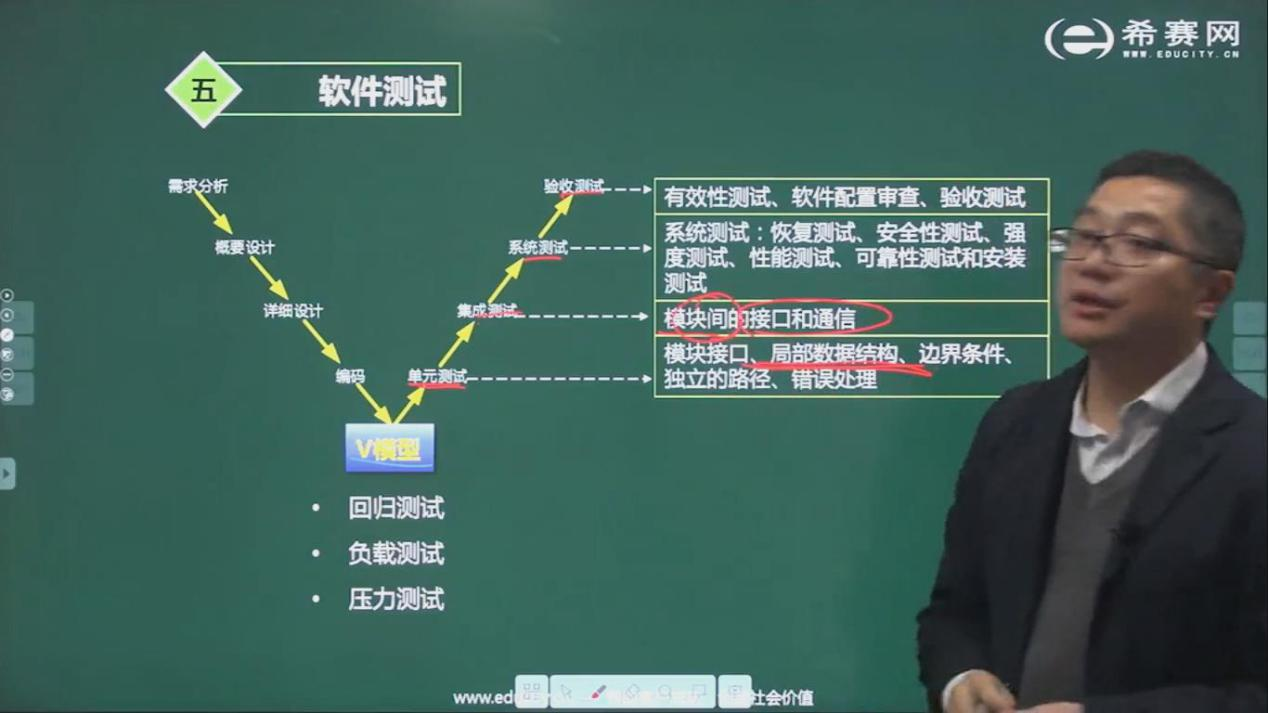 希赛网
WWW.EDUCITY.CN
五
软件测试
需求分析
验收测试
有效性测试、软件配置审查、验收测试
概要设计
系统测试
系统测试：恢复测试、安全性测试、强
度测试、性能测试、可靠性测试和安装
测试
详细设计
集成测试
模块间的接口和通信
编码
单元测试
模块接口、局部数据结构、边界条件、
独立的路径、错误处理
V模型
• 回归测试
• 负载测试
• 压力测试
社会价值